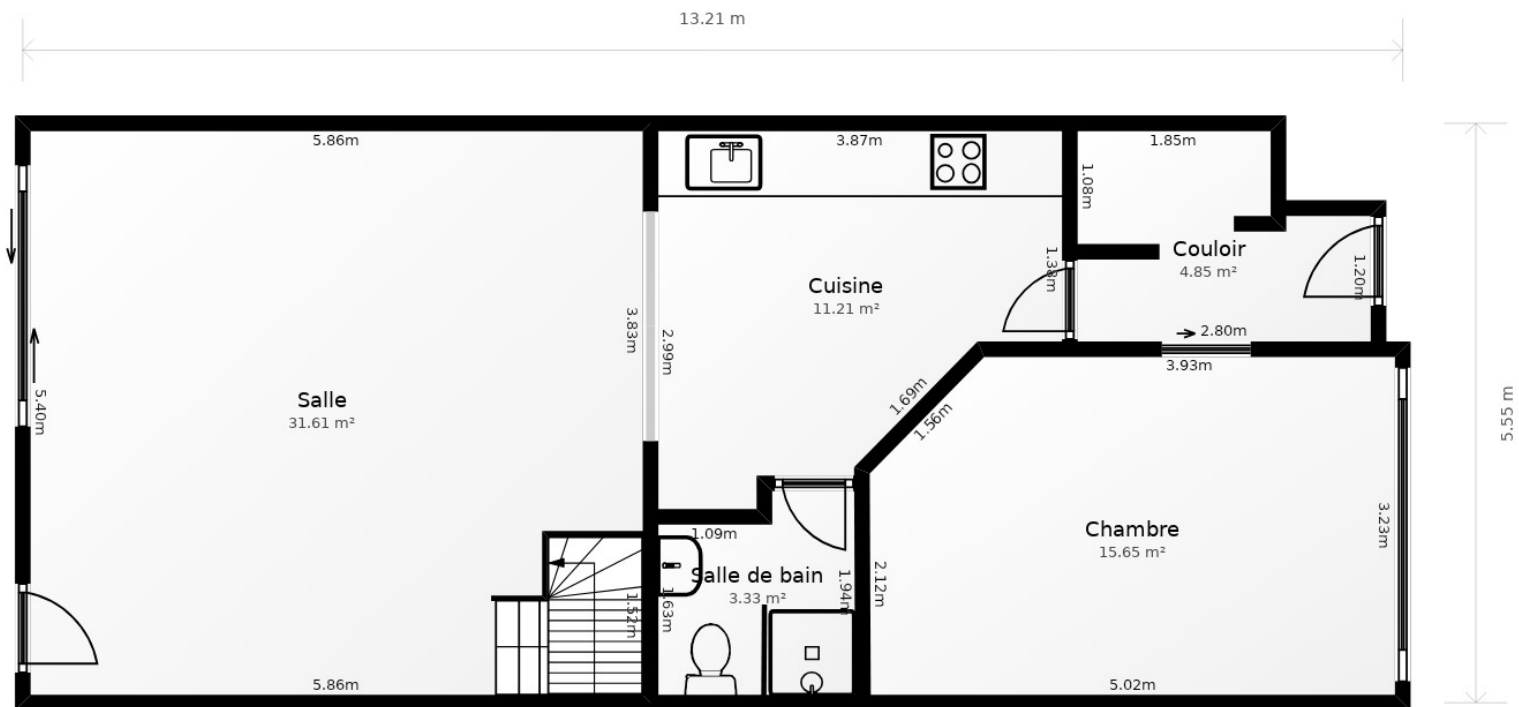 13.21 m
5.86m
3.87m
1.85m
1.08m
Couloir
4.85 m²
1.38m
1.20m
Cuisine
11.21 m²
3.83m
2.99m
2.80m
3.93m
Salle
31.61 m²
5.40m
1.69m
1.56m
5.55 m
Chambre
15.65 m²
3.23m
1.09m
Salle de bain
3.33 m²
1.52m
1.63m
1.94m
2.12m
5.86m
5.02m